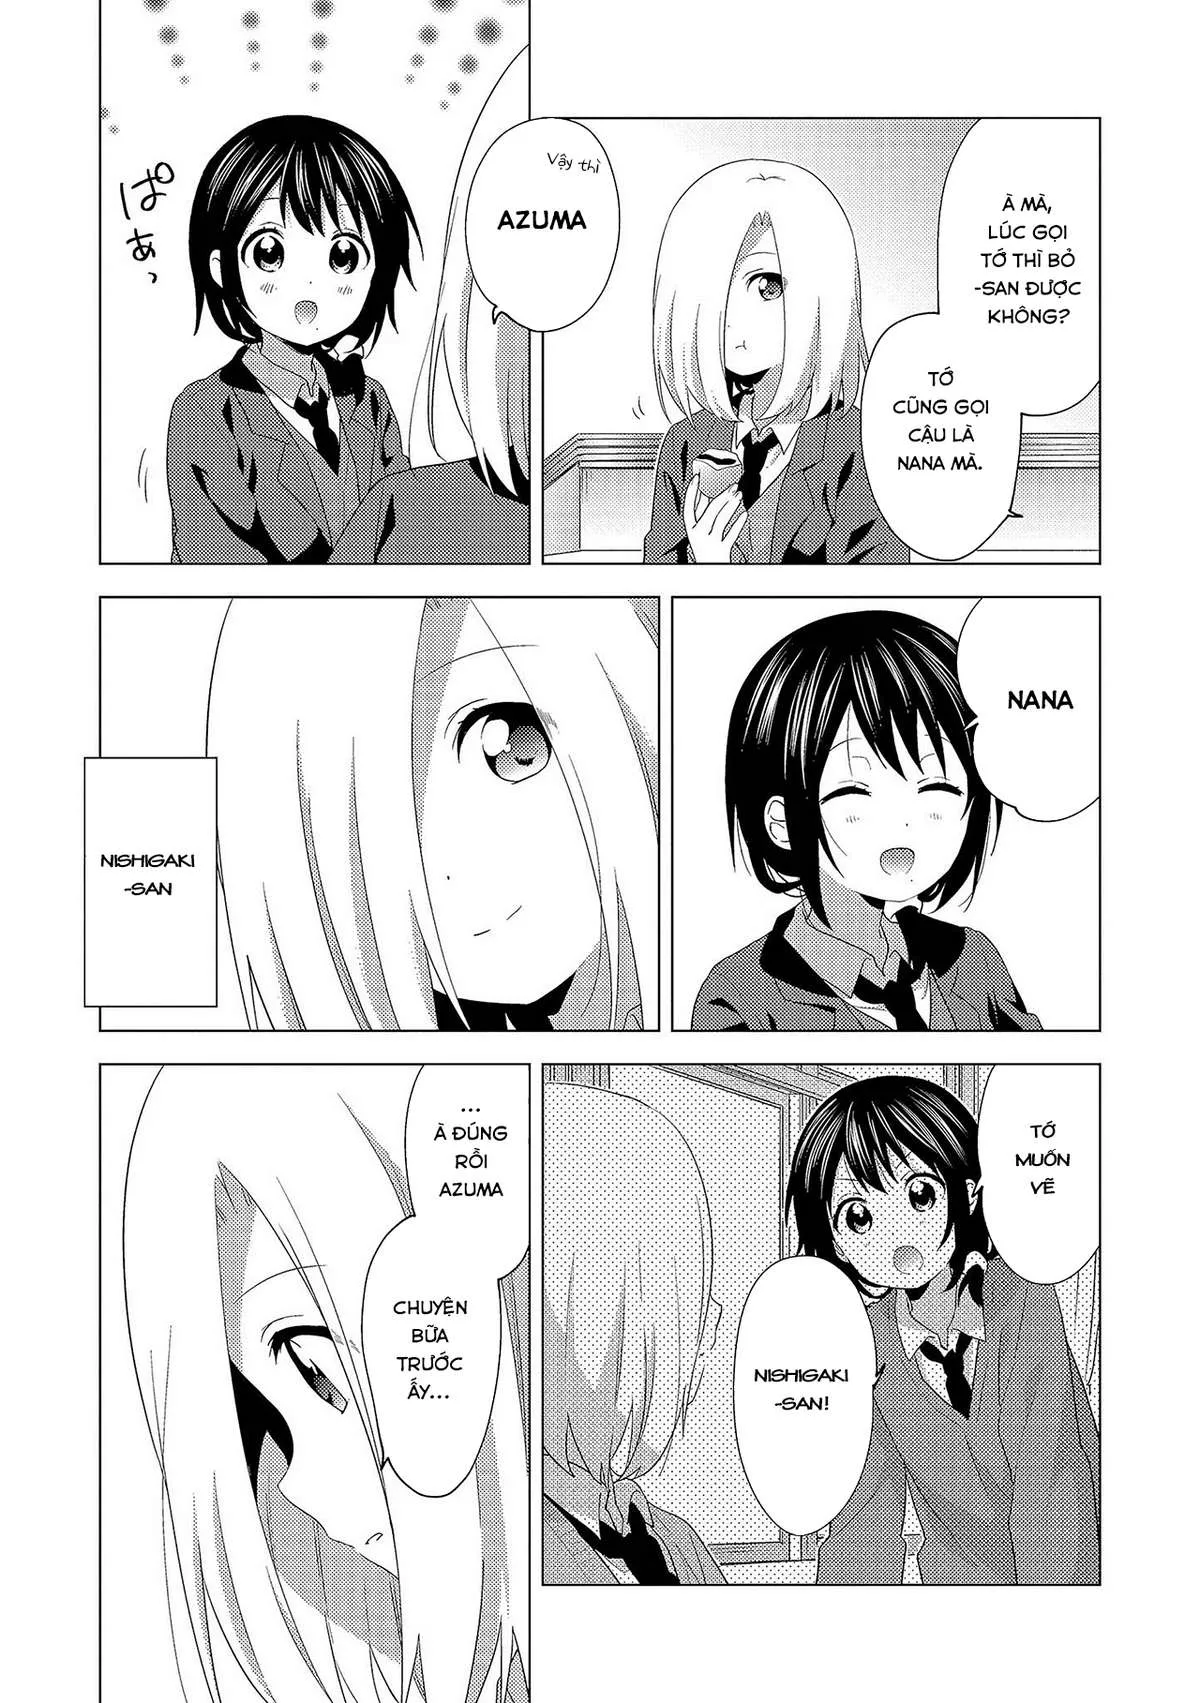 À MÀ,
LÚC GỌI
TỚ THÌ BỎ
-SAN ĐƯỢC
KHÔNG?
TỚ
CŨNG GỌI
CẬU LÀ
NANA MÀ.
Vậy thì
AZUMA
ぱぁっ
NANA
NISHIGAKI
-SAN
TỚ
MUỐN
VẼ
NISHIGAKI
-SAN!
...
À ĐÚNG
RỒI
AZUMA
CHUYỆN
BỮA
TRƯỚC
ẤY...